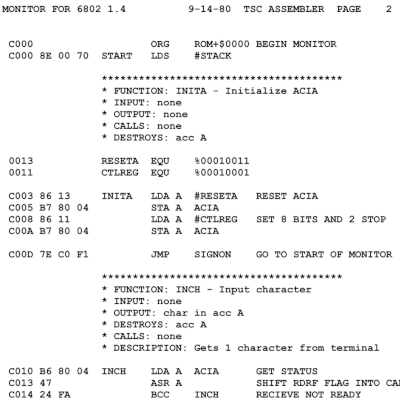 MONITOR FOR 6802 1.4 9-14-80 TSC ASSEMBLER PAGE 2
C000 ORG ROM+$0000 BEGIN MONITOR
C000 8E 00 70 START LDS #STACK
*************************************
* FUNCTION: INITA - Initialize ACIA
* INPUT: none
* OUTPUT: none
* CALLS: none
* DESTROYS: acc A
0013 RESETA EQU %00010011
0011 CTLREG EQU %00010001
C003 86 13 INITA LDA A #RESETA RESET ACIA
C005 B7 80 04 STA A ACIA
C008 86 11 LDA A #CTLREG SET 8 BITS AND 2 STOP
C00A B7 80 04 STA A ACIA
C00D 7E C0 F1 JMP SIGNON GO TO START OF MONITOR
*************************************
* FUNCTION: INCH - Input character
* INPUT: none
* OUTPUT: char in acc A
* DESTROYS: acc A
* CALLS: none
* DESCRIPTION: Gets 1 character from terminal
C010 B6 80 04 INCH LDA A ACIA GET STATUS
C013 47 ASR A SHIFT RDRF FLAG INTO
C014 24 FA BCC INCH RECIEVE NOT READY